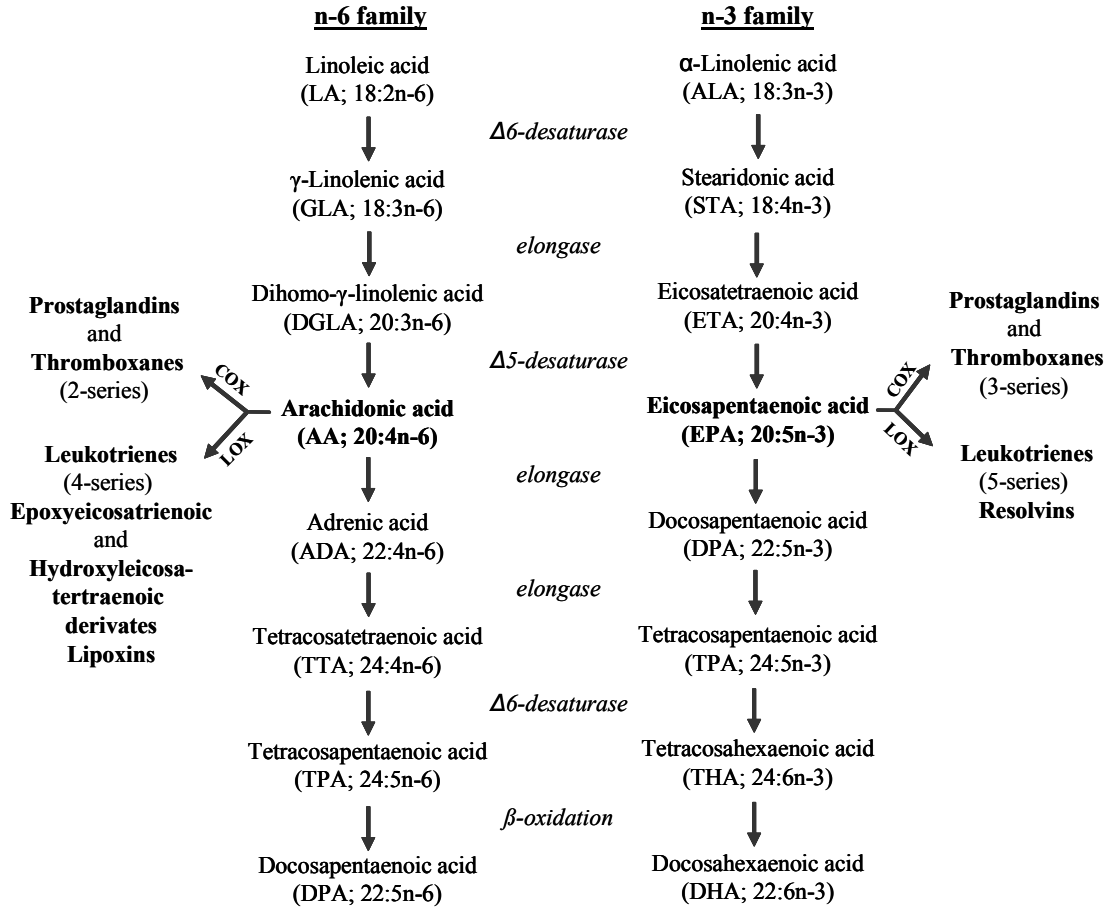 n-6 family
n-3 family
Linoleic acid
(LA; 18:2n-6)
α-Linolenic acid
(ALA; 18:3n-3)
Δ6-desaturase
γ-Linolenic acid
(GLA; 18:3n-6)
Stearidonic acid
(STA; 18:4n-3)
elongase
Dihomo-γ-linolenic acid
(DGLA; 20:3n-6)
Eicosatetraenoic acid
(ETA; 20:4n-3)
Prostaglandins
and
Thromboxanes
(2-series)
Δ5-desaturase
Prostaglandins
and
Thromboxanes
(3-series)
COX
LOX
Arachidonic acid
(AA; 20:4n-6)
Eicosapentaenoic acid
(EPA; 20:5n-3)
COX
LOX
Leukotrienes
(4-series)
Epoxyeicosatrienoic
and
Hydroxyleicosa-
tertraenoic
derivates
Lipoxins
elongase
Leukotrienes
(5-series)
Resolvins
Adrenic acid
(ADA; 22:4n-6)
Docosapentaenoic acid
(DPA; 22:5n-3)
elongase
Tetracosatetraenoic acid
(TTA; 24:4n-6)
Tetracosapentaenoic acid
(TPA; 24:5n-3)
Δ6-desaturase
Tetracosapentaenoic acid
(TPA; 24:5n-6)
Tetracosahexaenoic acid
(THA; 24:6n-3)
ß-oxidation
Docosapentaenoic acid
(DPA; 22:5n-6)
Docosahexaenoic acid
(DHA; 22:6n-3)